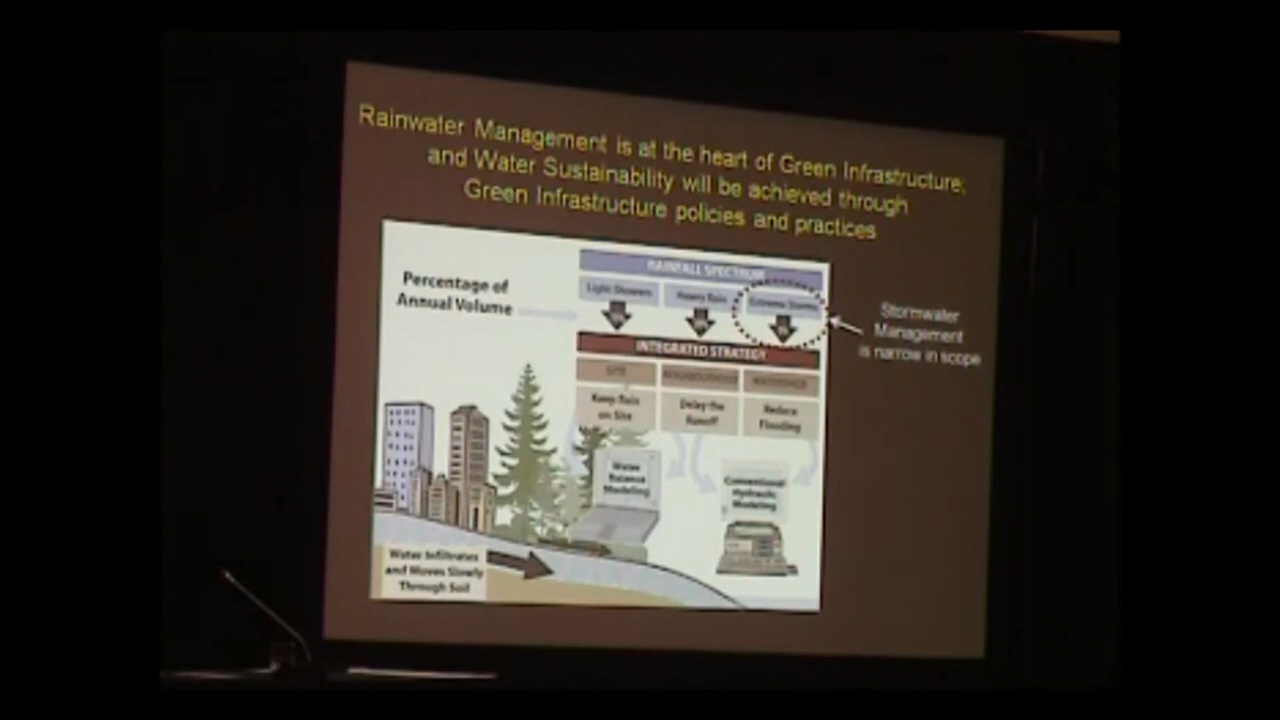 Rainwater Management is at the heart of Green Infrastructure;
and Water Sustainability will be achieved through
Green Infrastructure policies and practices
Percentage of
Annual Volume
RAINFALL SPECTRUM
Light Showers
Heavy Rain
Extreme Storms
Stormwater
Management
is narrow in scope
INTEGRATED STRATEGY
SITE
NEIGHBOURHOOD
WATERSHED
Keep Rain
on Site
Delay the
Runoff
Reduce
Flooding
Water
Balance
Modeling
Conventional
Hydraulic
Modeling
Water Infiltrates
and Moves Slowly
Through Soil